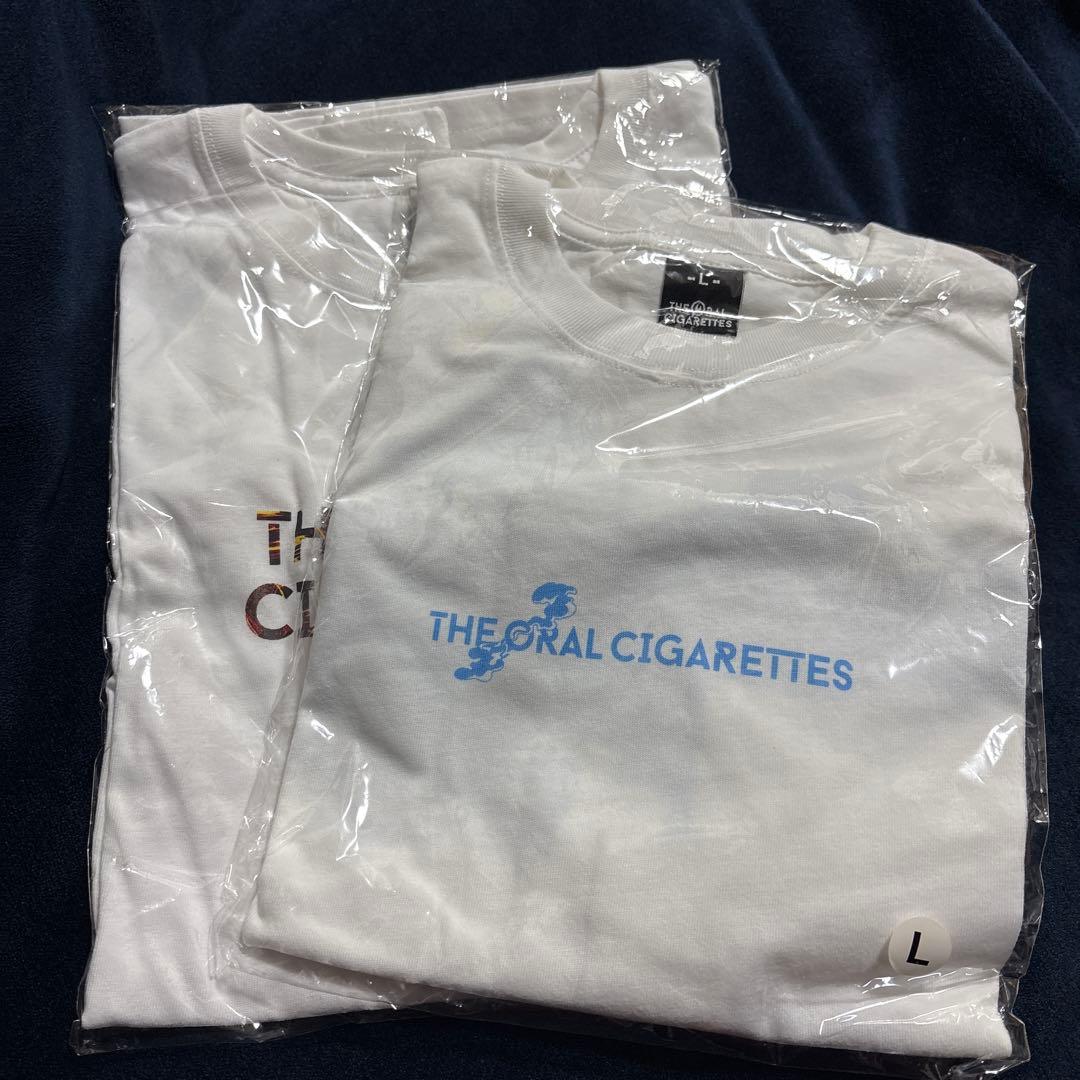 - L -
THE ORAL
CIGARETTES
TH
CI
THE ORAL CIGARETTES
L